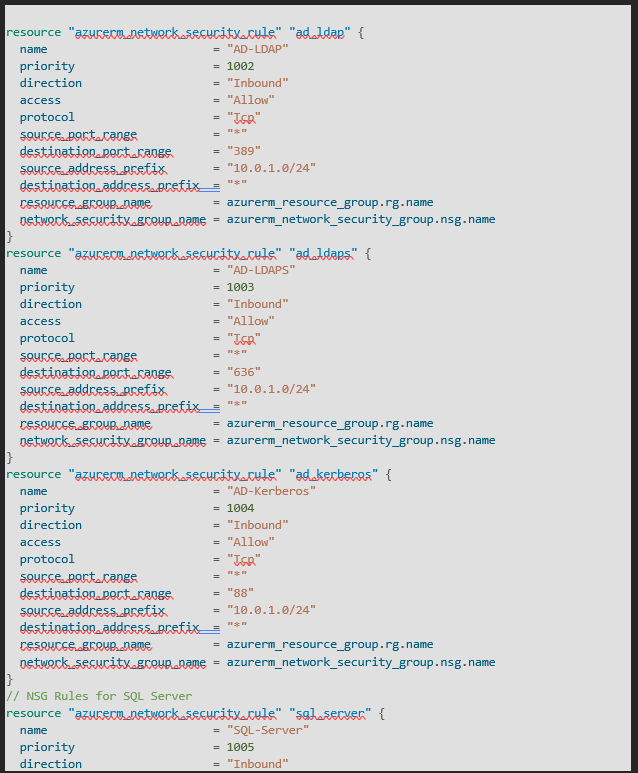 resource "azurerm_network_security_rule" "ad_ldap" {
  name                        = "AD-LDAP"
  priority                    = 1002
  direction                   = "Inbound"
  access                      = "Allow"
  protocol                    = "Tcp"
  source_port_range           = "*"
  destination_port_range      = "389"
  source_address_prefix       = "10.0.1.0/24"
  destination_address_prefix  = "*"
  resource_group_name         = azurerm_resource_group.rg.name
  network_security_group_name = azurerm_network_security_group.nsg.name
}
resource "azurerm_network_security_rule" "ad_ldaps" {
  name                        = "AD-LDAPS"
  priority                    = 1003
  direction                   = "Inbound"
  access                      = "Allow"
  protocol                    = "Tcp"
  source_port_range           = "*"
  destination_port_range      = "636"
  source_address_prefix       = "10.0.1.0/24"
  destination_address_prefix  = "*"
  resource_group_name         = azurerm_resource_group.rg.name
  network_security_group_name = azurerm_network_security_group.nsg.name
}
resource "azurerm_network_security_rule" "ad_kerberos" {
  name                        = "AD-Kerberos"
  priority                    = 1004
  direction                   = "Inbound"
  access                      = "Allow"
  protocol                    = "Tcp"
  source_port_range           = "*"
  destination_port_range      = "88"
  source_address_prefix       = "10.0.1.0/24"
  destination_address_prefix  = "*"
  resource_group_name         = azurerm_resource_group.rg.name
  network_security_group_name = azurerm_network_security_group.nsg.name
}
// NSG Rules for SQL Server
resource "azurerm_network_security_rule" "sql_server" {
  name                        = "SQL-Server"
  priority                    = 1005
  direction                   = "Inbound"